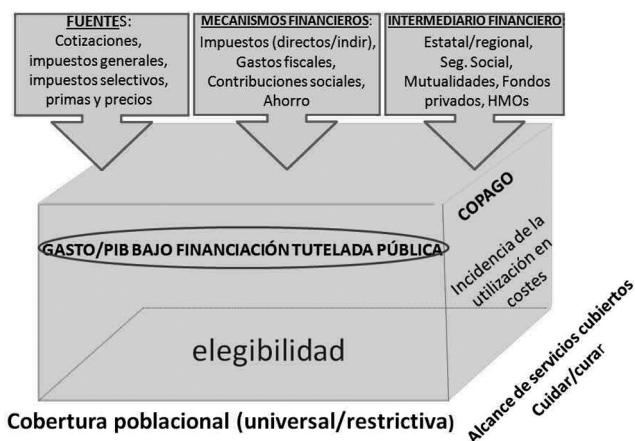 FUENTES:
Cotizaciones,
impuestos generales,
impuestos selectivos,
primas y precios
MECANISMOS FINANCIEROS:
Impuestos (directos/indir),
Gastos fiscales,
Contribuciones sociales,
Ahorro
INTERMEDIARIO FINANCIERO:
Estatal/regional,
Seg. Social,
Mutualidades, Fondos
privados, HMOs
COPAGO
GASTO/PIB BAJO FINANCIACIÓN TUTELADA PÚBLICA
Incidencia de la
utilización en
costes
elegibilidad
Cobertura poblacional (universal/restrictiva)
Alcance de servicios cubiertos
Cuidar/curar